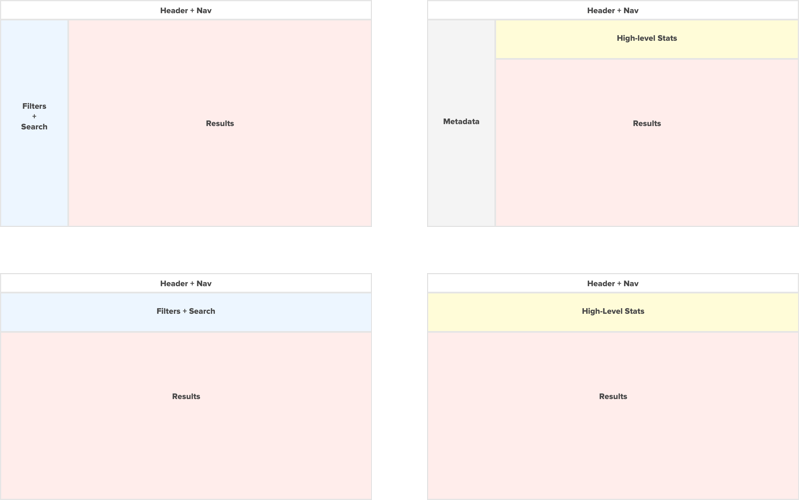 Header + Nav
Filters
+
Search
Results
Header + Nav
High-level Stats
Metadata
Results
Header + Nav
Filters + Search
Results
Header + Nav
High-Level Stats
Results